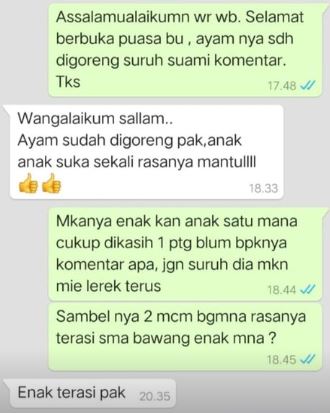 Assalamualaikumn wr wb. Selamat
berbuka puasa bu , ayam nya sdh
digoreng suruh suami komentar.
Tks
17.48
Wangalaikum sallam..
Ayam sudah digoreng pak,anak
anak suka sekali rasanya mantullll
👍👍
18.33
Mkanya enak kan anak satu mana
cukup dikasih 1 ptg blum bpknya
komentar apa, jgn suruh dia mkn
mie lerek terus
18.44
Sambel nya 2 mcm bgmna rasanya
terasi sma bawang enak mna ?
18.45
Enak terasi pak 20.35